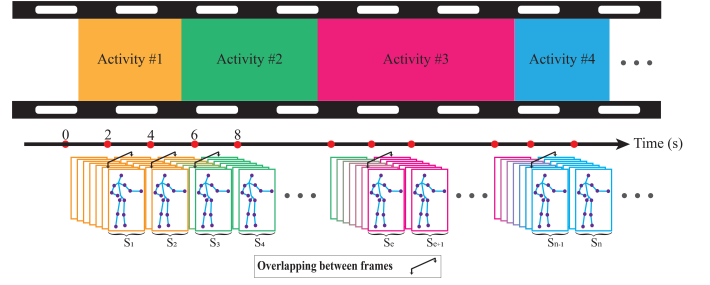 Activity #1 Activity #2 Activity #3 Activity #4
0 2 4 6 8
Time (s)
S1 S2 S3 S4 Sc Sc-1 Sn-1 Sn
Overlapping between frames